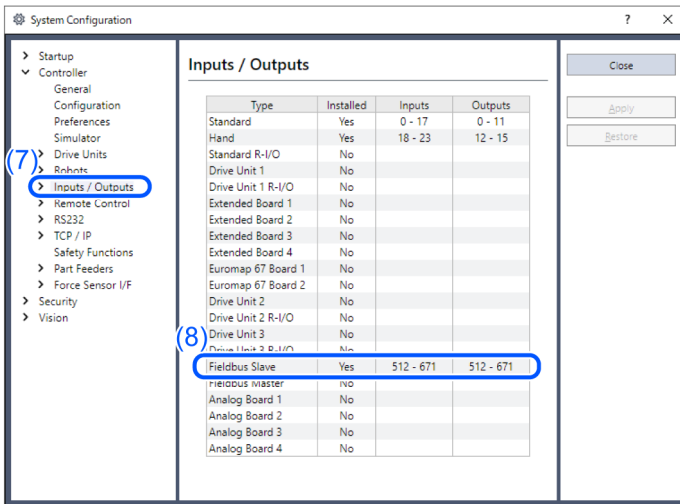 System Configuration ? ×
Startup
Controller
General
Configuration
Preferences
Simulator
(7)
Drive Units
Robots
Inputs / Outputs
Remote Control
RS232
TCP / IP
Safety Functions
Part Feeders
Force Sensor I/F
Security
Vision
Inputs / Outputs
Type Installed Inputs Outputs
Standard Yes 0 - 17 0 - 11
Hand Yes 18 - 23 12 - 15
Standard R-I/O No
Drive Unit 1 No
Drive Unit 1 R-I/O No
Extended Board 1 No
Extended Board 2 No
Extended Board 3 No
Extended Board 4 No
Euromap 67 Board 1 No
Euromap 67 Board 2 No
Drive Unit 2 No
Drive Unit 2 R-I/O No
(8)
Drive Unit 3 No
Drive Unit 3 R-I/O No
Fieldbus Slave Yes 512 - 671 512 - 671
Fieldbus Master No
Analog Board 1 No
Analog Board 2 No
Analog Board 3 No
Analog Board 4 No
Close
Apply
Restore